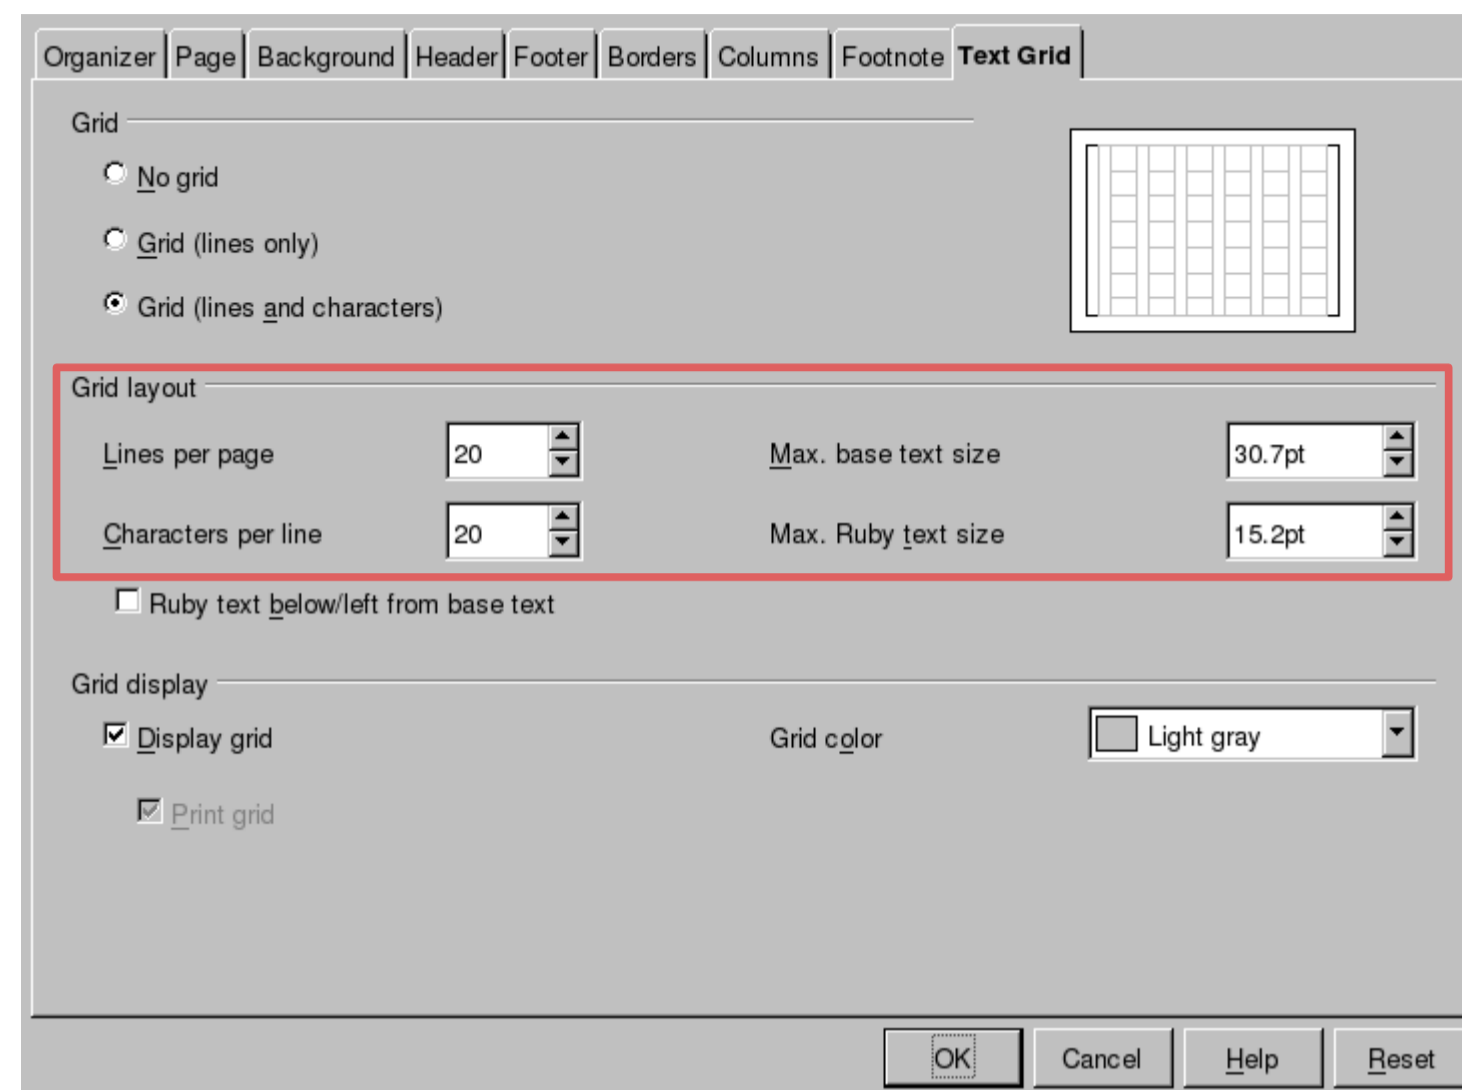 Organizer Page Background Header Footer Borders Columns Footnote Text Grid
Grid
No grid
Grid (lines only)
Grid (lines and characters)
Grid layout
Lines per page 20 Max. base text size 30.7pt
Characters per line 20 Max. Ruby text size 15.2pt
Ruby text below/left from base text
Grid display
Display grid Grid color Light gray
Print grid
OK Cancel Help Reset